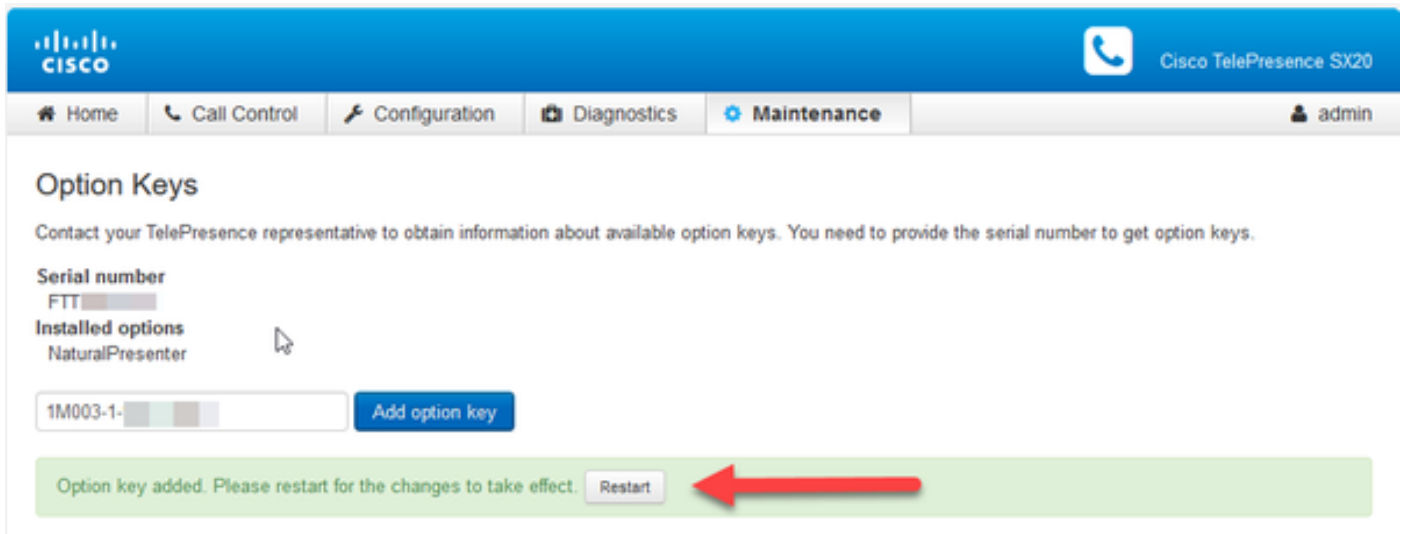 CISCO
Cisco TelePresence SX20
Home Call Control Configuration Diagnostics Maintenance admin
Option Keys
Contact your TelePresence representative to obtain information about available option keys. You need to provide the serial number to get option keys.
Serial number
FTT
Installed options
NaturalPresenter
1M003-1-
Add option key
Option key added. Please restart for the changes to take effect. Restart